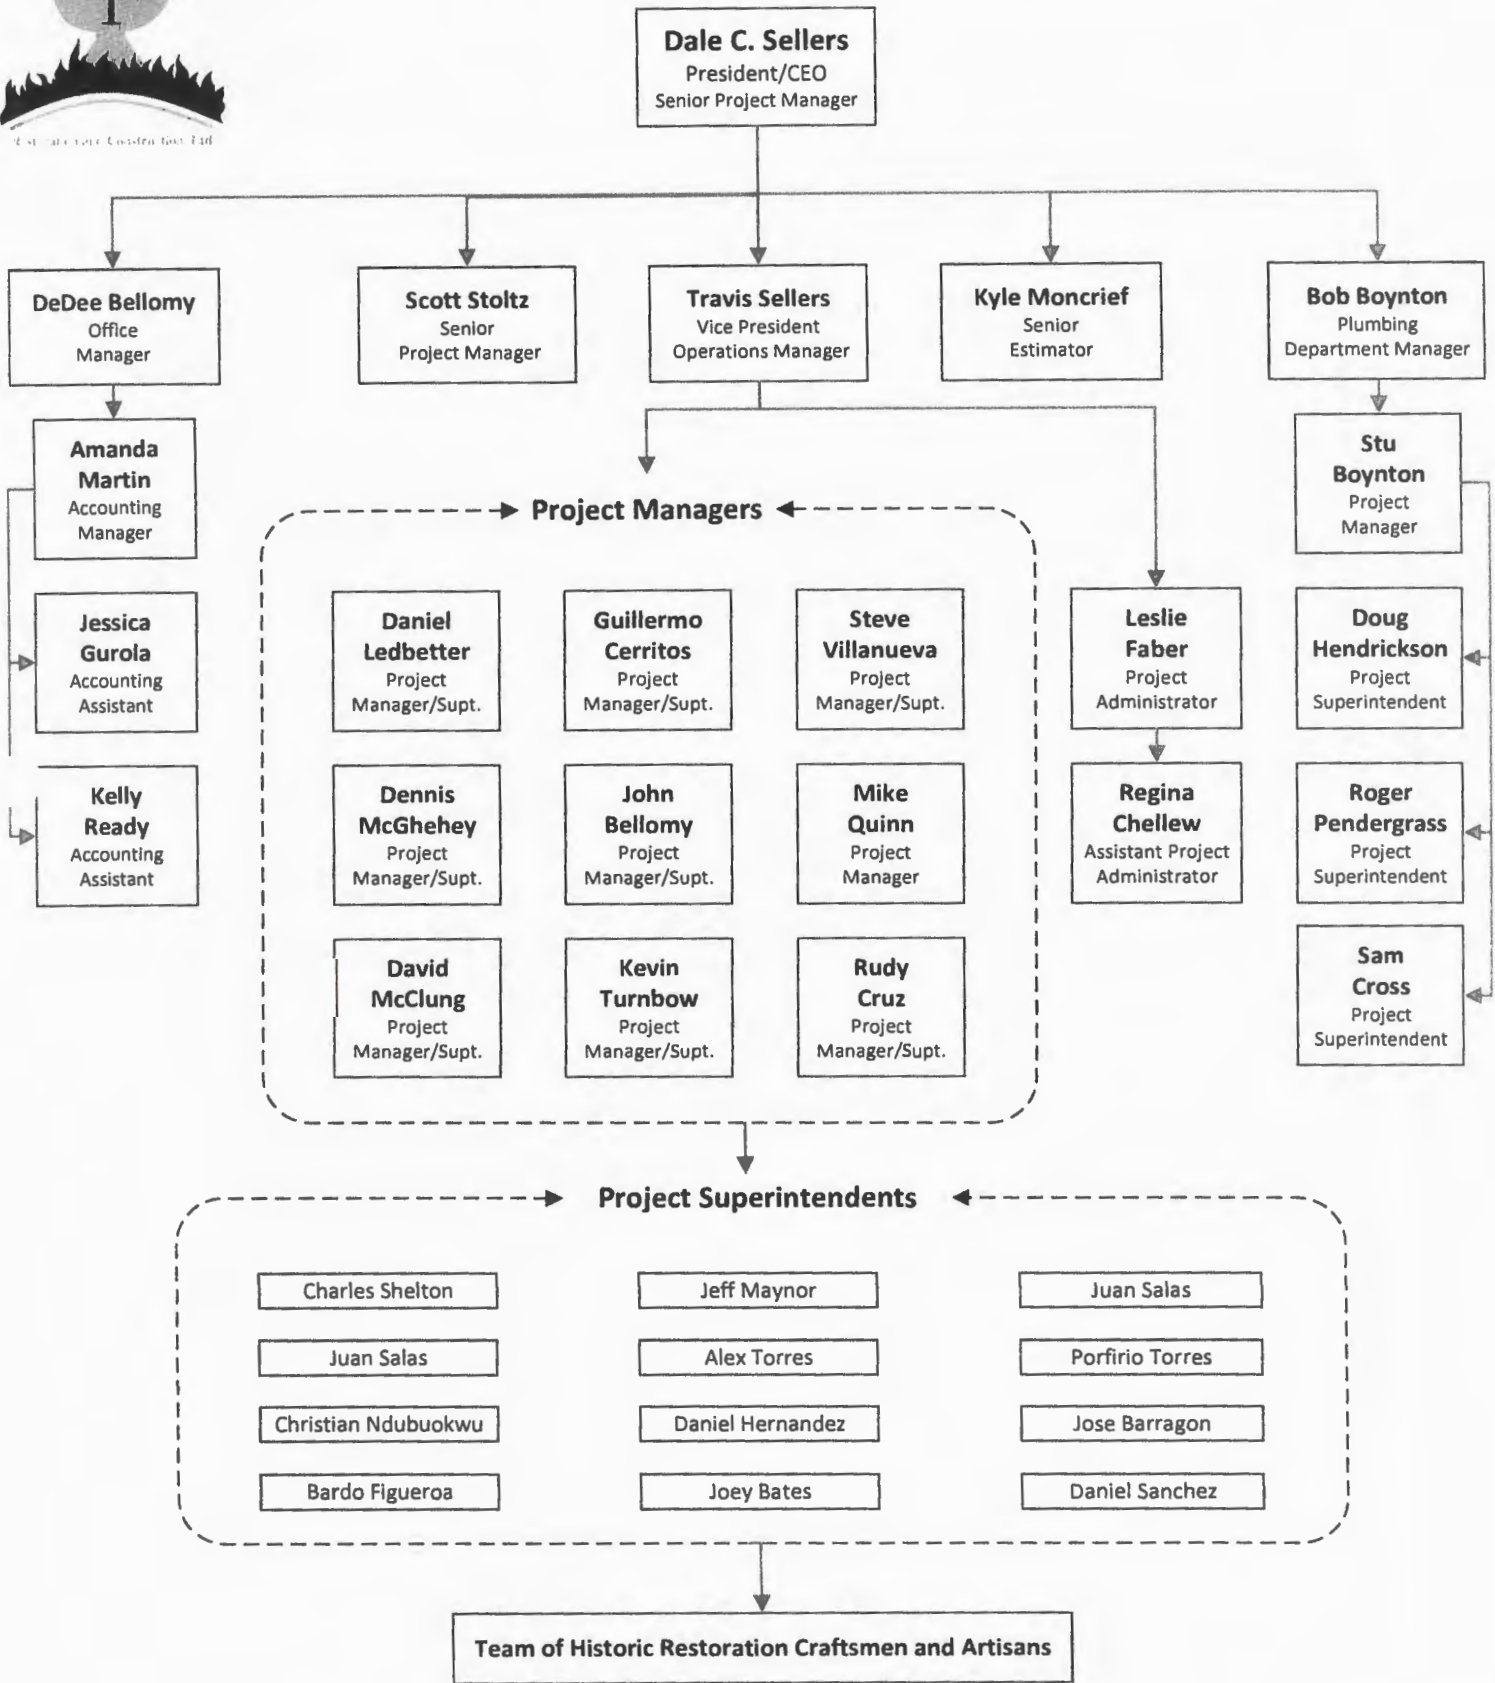 Dale C. Sellers
President/CEO
Senior Project Manager
DeDee Bellomy
Office
Manager
Scott Stoltz
Senior
Project Manager
Travis Sellers
Vice President
Operations Manager
Kyle Moncrief
Senior
Estimator
Bob Boynton
Plumbing
Department Manager
Amanda
Martin
Accounting
Manager
Stu
Boynton
Project
Manager
Project Managers
Jessica
Gurola
Accounting
Assistant
Daniel
Ledbetter
Project
Manager/Supt.
Guillermo
Cerritos
Project
Manager/Supt.
Steve
Villanueva
Project
Manager/Supt.
Leslie
Faber
Project
Administrator
Doug
Hendrickson
Project
Superintendent
Kelly
Ready
Accounting
Assistant
Dennis
McGhehey
Project
Manager/Supt.
John
Bellomy
Project
Manager/Supt.
Mike
Quinn
Project
Manager
Regina
Chellew
Assistant Project
Administrator
Roger
Pendergrass
Project
Superintendent
David
McClung
Project
Manager/Supt.
Kevin
Turnbow
Project
Manager/Supt.
Rudy
Cruz
Project
Manager/Supt.
Sam
Cross
Project
Superintendent
Project Superintendents
Charles Shelton
Jeff Maynor
Juan Salas
Juan Salas
Alex Torres
Porfirio Torres
Christian Ndubuokwu
Daniel Hernandez
Jose Barragon
Bardo Figueroa
Joey Bates
Daniel Sanchez
Team of Historic Restoration Craftsmen and Artisans